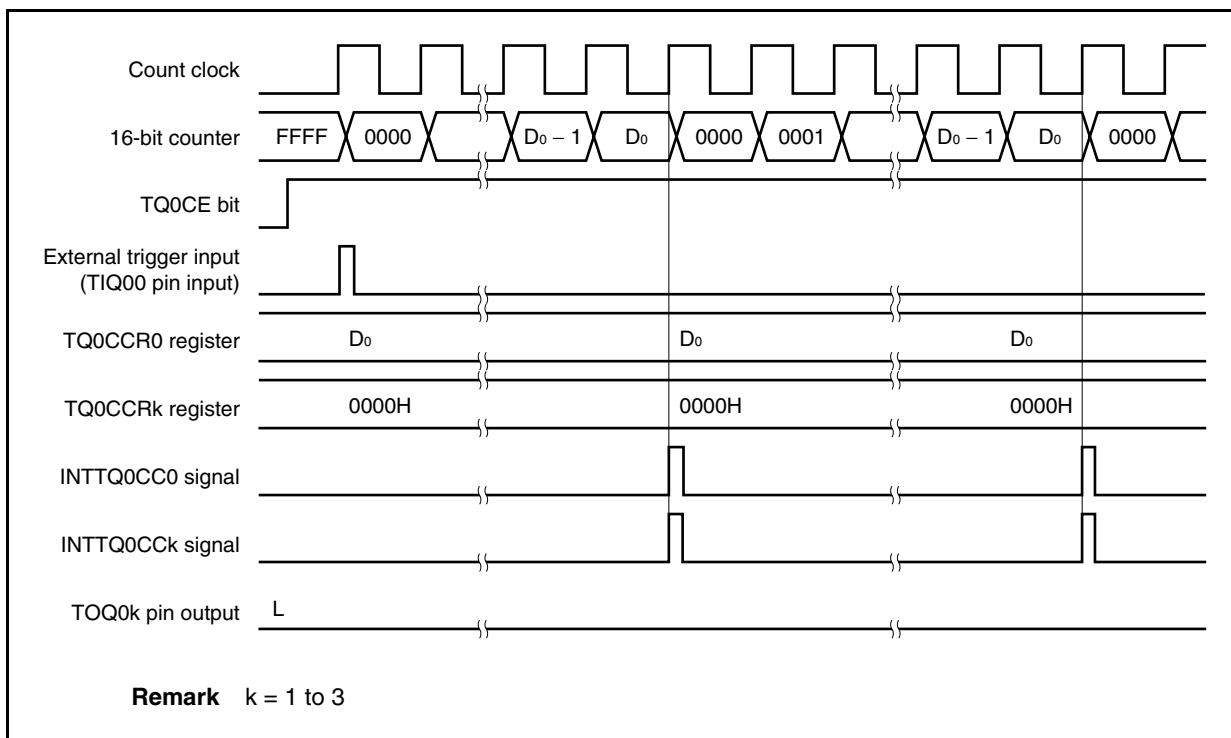 Count clock
16-bit counter FFFF 0000 D₀ − 1 D₀ 0000 0001 D₀ − 1 D₀ 0000
TQ0CE bit
External trigger input
(TIQ00 pin input)
TQ0CCR0 register D₀ D₀ D₀
TQ0CCRk register 0000H 0000H 0000H
INTTQ0CC0 signal
INTTQ0CCk signal
TOQ0k pin output L
Remark k = 1 to 3